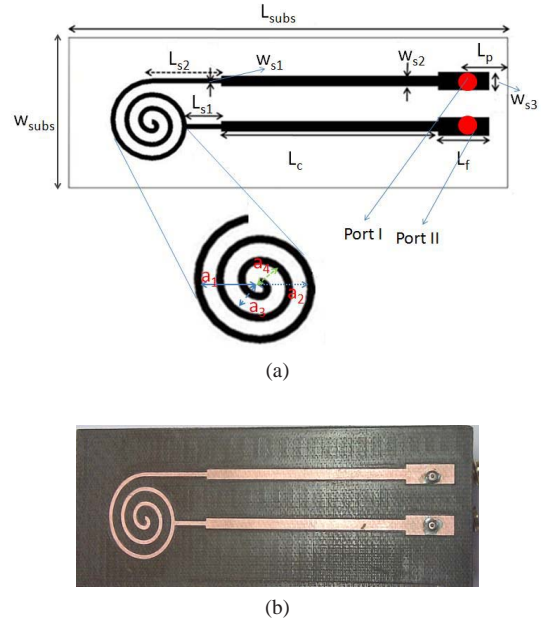 L_subs
L_p
L_s2
w_s1
w_s2
w_s3
L_s1
w_subs
L_c
L_f
Port I
Port II
a_1
a_4
a_3
a_2
(a)
(b)